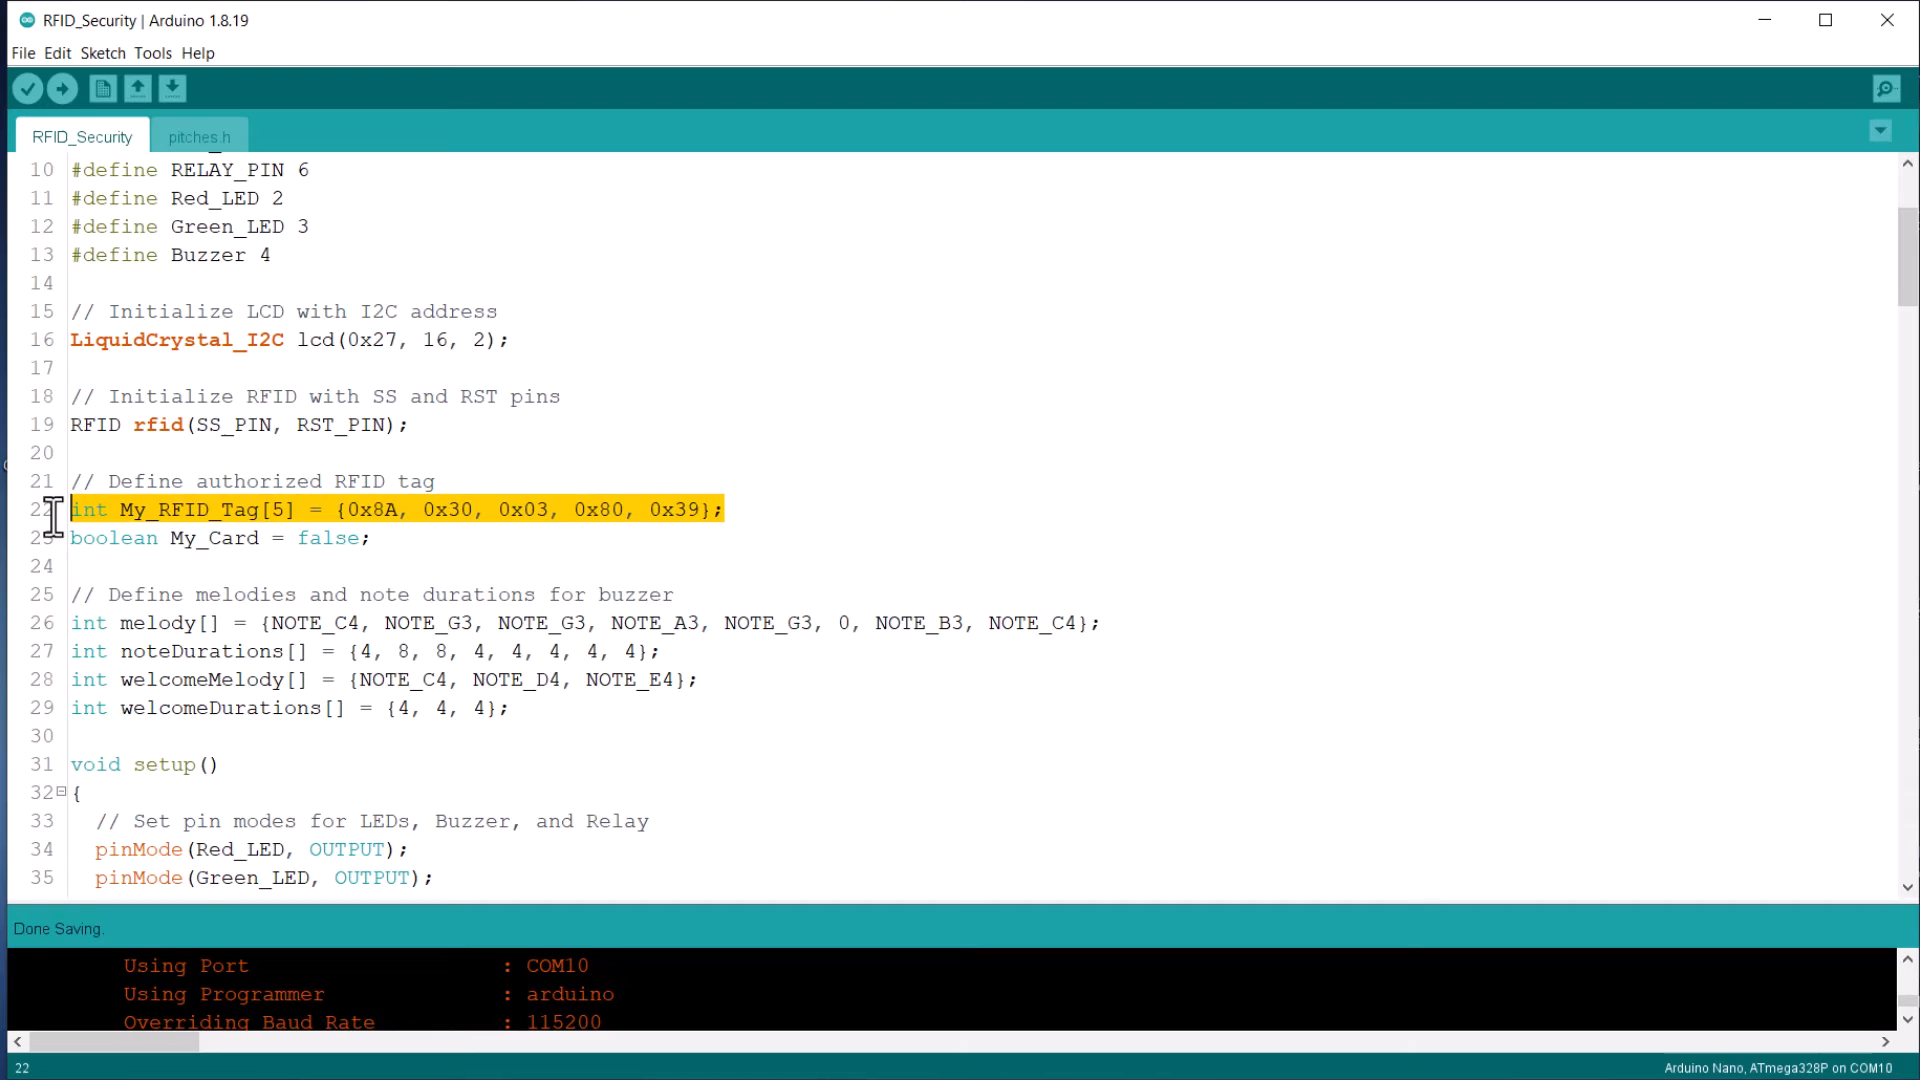 RFID_Security | Arduino 1.8.19
File Edit Sketch Tools Help
RFID_Security pitches.h
10 #define RELAY_PIN 6
11 #define Red_LED 2
12 #define Green_LED 3
13 #define Buzzer 4
14
15 // Initialize LCD with I2C address
16 LiquidCrystal_I2C lcd(0x27, 16, 2);
17
18 // Initialize RFID with SS and RST pins
19 RFID rfid(SS_PIN, RST_PIN);
20
21 // Define authorized RFID tag
22 int My_RFID_Tag[5] = {0x8A, 0x30, 0x03, 0x80, 0x39};
23 boolean My_Card = false;
24
25 // Define melodies and note durations for buzzer
26 int melody[] = {NOTE_C4, NOTE_G3, NOTE_G3, NOTE_A3, NOTE_G3, 0, NOTE_B3, NOTE_C4};
27 int noteDurations[] = {4, 8, 8, 4, 4, 4, 4, 4};
28 int welcomeMelody[] = {NOTE_C4, NOTE_D4, NOTE_E4};
29 int welcomeDurations[] = {4, 4, 4};
30
31 void setup()
32 {
33 // Set pin modes for LEDs, Buzzer, and Relay
34 pinMode(Red_LED, OUTPUT);
35 pinMode(Green_LED, OUTPUT);
Done Saving.
Using Port : COM10
Using Programmer : arduino
Overriding Baud Rate : 115200
22 Arduino Nano, ATmega328P on COM10